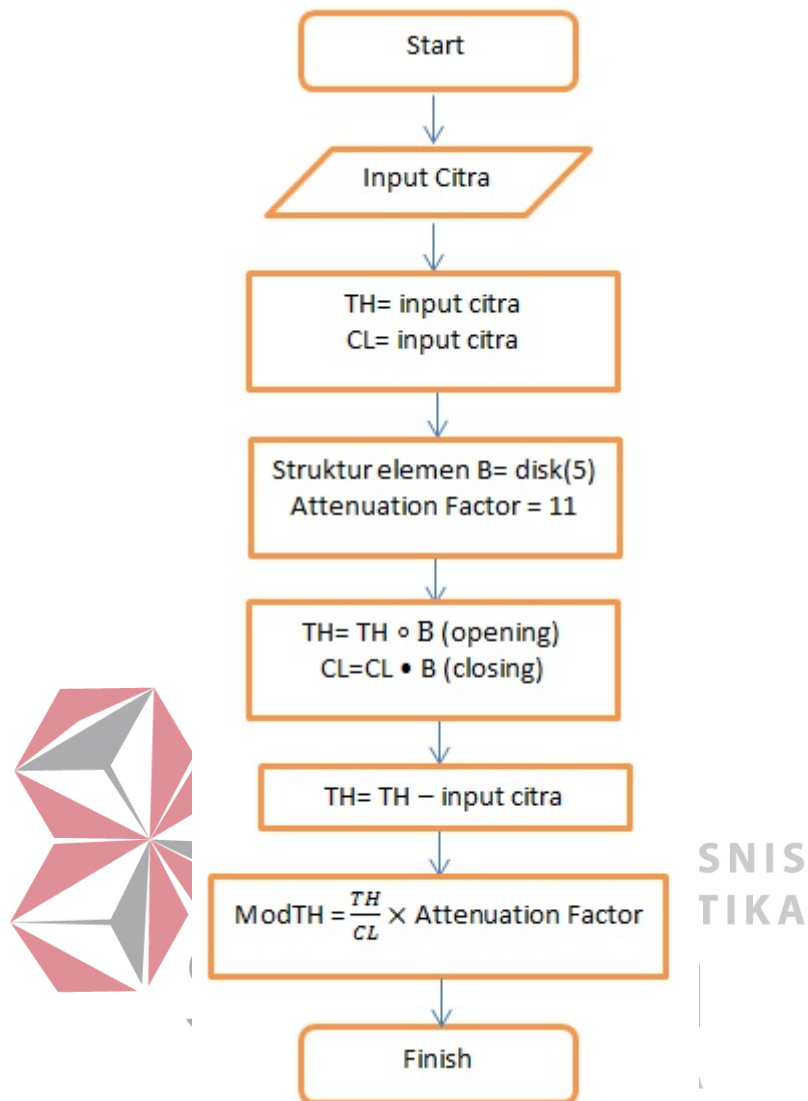 Start
Input Citra
TH= input citra
CL= input citra
Struktur elemen B= disk(5)
Attenuation Factor = 11
TH= TH ∘ B (opening)
CL=CL • B (closing)
TH= TH – input citra
SNIS
TIKA
ModTH = TH/CL × Attenuation Factor
Finish